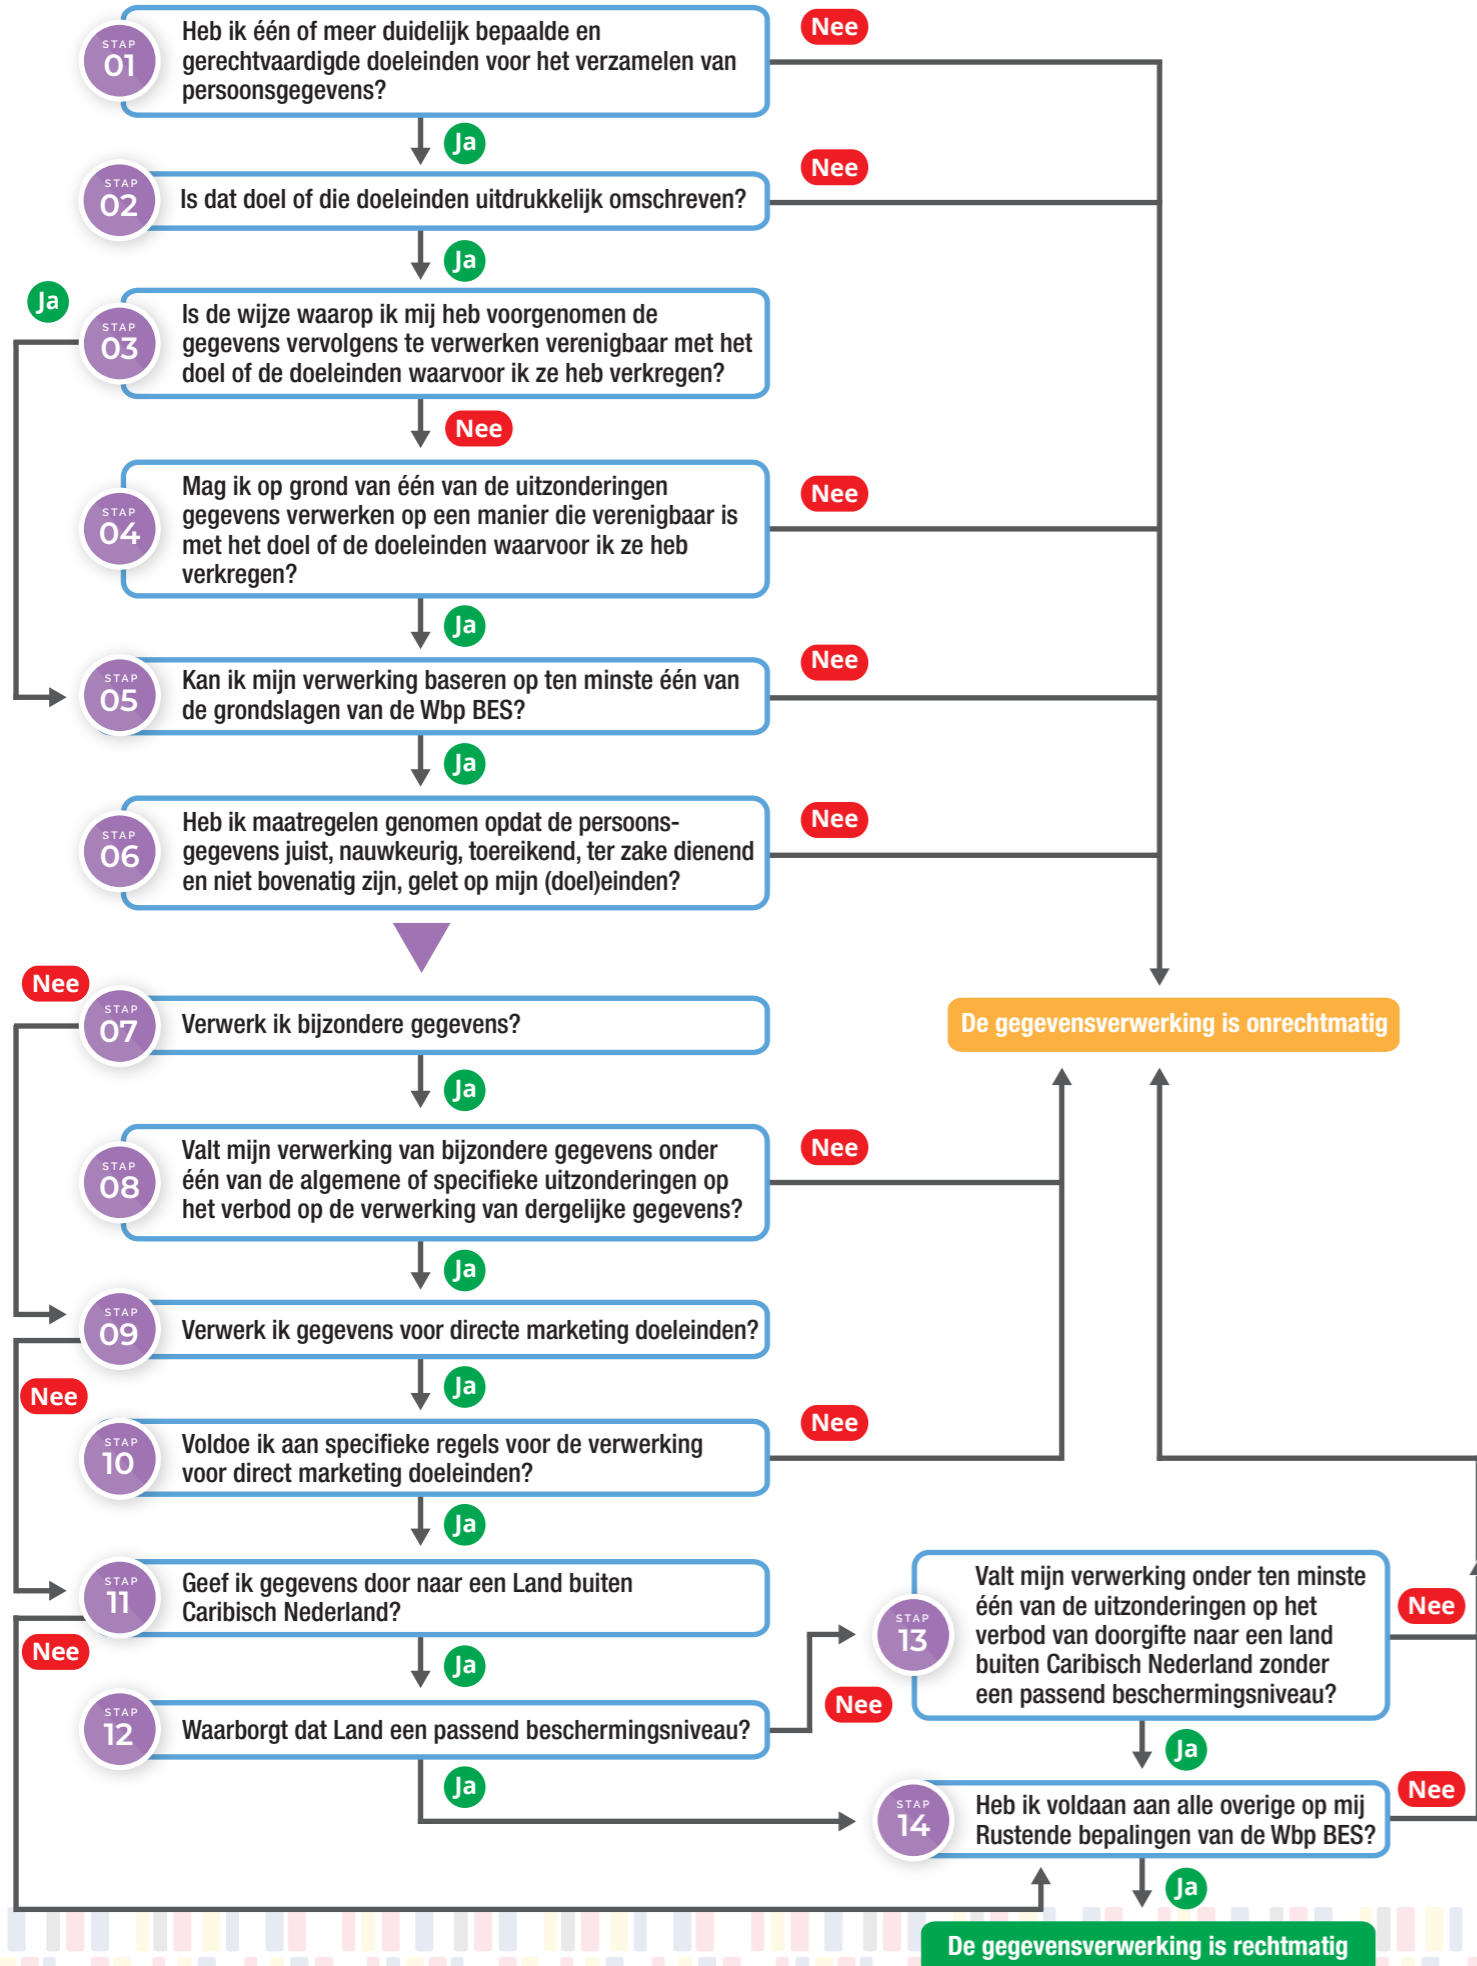 STAP
01
Heb ik één of meer duidelijk bepaalde en
gerechtvaardigde doeleinden voor het verzamelen van
persoonsgegevens?
Nee
Ja
STAP
02
Is dat doel of die doeleinden uitdrukkelijk omschreven?
Nee
Ja
Ja
STAP
03
Is de wijze waarop ik mij heb voorgenomen de
gegevens vervolgens te verwerken verenigbaar met het
doel of de doeleinden waarvoor ik ze heb verkregen?
Nee
STAP
04
Mag ik op grond van één van de uitzonderingen
gegevens verwerken op een manier die verenigbaar is
met het doel of de doeleinden waarvoor ik ze heb
verkregen?
Nee
Ja
STAP
05
Kan ik mijn verwerking baseren op ten minste één van
de grondslagen van de Wbp BES?
Nee
Ja
STAP
06
Heb ik maatregelen genomen opdat de persoons-
gegevens juist, nauwkeurig, toereikend, ter zake dienend
en niet bovenatig zijn, gelet op mijn (doel)einden?
Nee
Nee
STAP
07
Verwerk ik bijzondere gegevens?
De gegevensverwerking is onrechtmatig
Ja
STAP
08
Valt mijn verwerking van bijzondere gegevens onder
één van de algemene of specifieke uitzonderingen op
het verbod op de verwerking van dergelijke gegevens?
Nee
Ja
STAP
09
Verwerk ik gegevens voor directe marketing doeleinden?
Ja
Nee
STAP
10
Voldoe ik aan specifieke regels voor de verwerking
voor direct marketing doeleinden?
Nee
Ja
STAP
11
Geef ik gegevens door naar een Land buiten
Caribisch Nederland?
Nee
Ja
STAP
12
Waarborgt dat Land een passend beschermingsniveau?
Nee
Ja
STAP
13
Valt mijn verwerking onder ten minste
één van de uitzonderingen op het
verbod van doorgifte naar een land
buiten Caribisch Nederland zonder
een passend beschermingsniveau?
Nee
Ja
STAP
14
Heb ik voldaan aan alle overige op mij
Rustende bepalingen van de Wbp BES?
Nee
Ja
De gegevensverwerking is rechtmatig